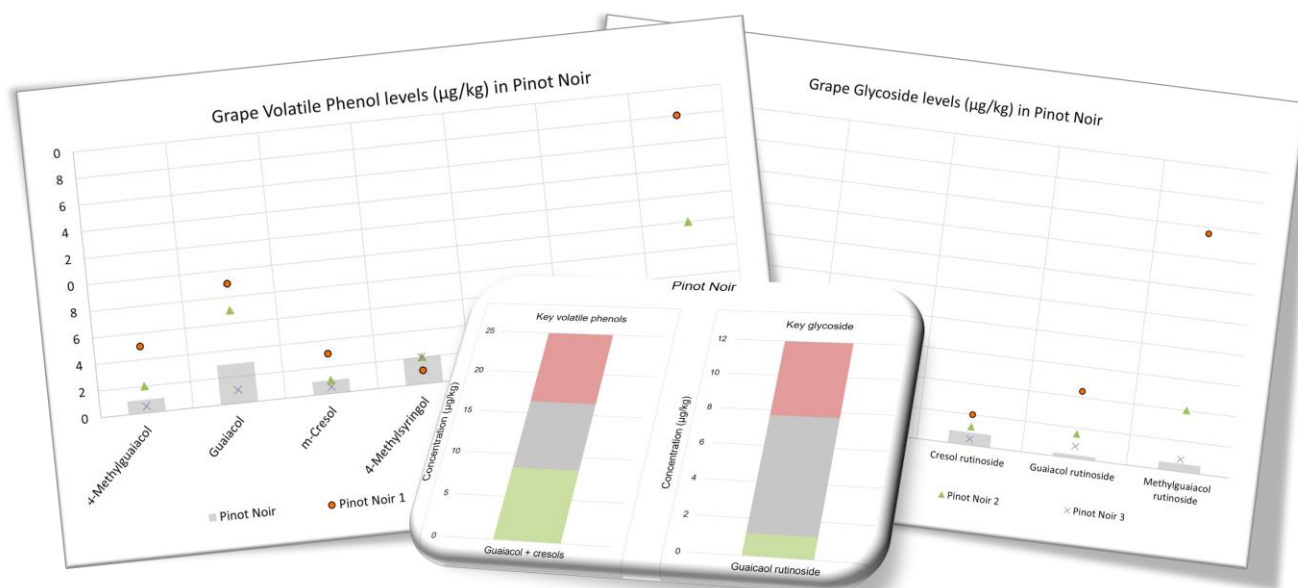 Grape Volatile Phenol levels (µg/kg) in Pinot Noir
0
8
6
4
2
0
8
6
4
2
0
4-Methylguaiacol
Guaiacol
m-Cresol
4-Methylsyringol
Pinot Noir
Pinot Noir 1
Grape Glycoside levels (µg/kg) in Pinot Noir
Cresol rutinoside
Guaiacol rutinoside
Methylguaiacol
rutinoside
Pinot Noir 2
Pinot Noir 3
Pinot Noir
Key volatile phenols
Concentration (µg/kg)
25
20
15
10
5
0
Guaiacol + cresols
Key glycoside
Concentration (µg/kg)
12
10
8
6
4
2
0
Guaicaol rutinoside